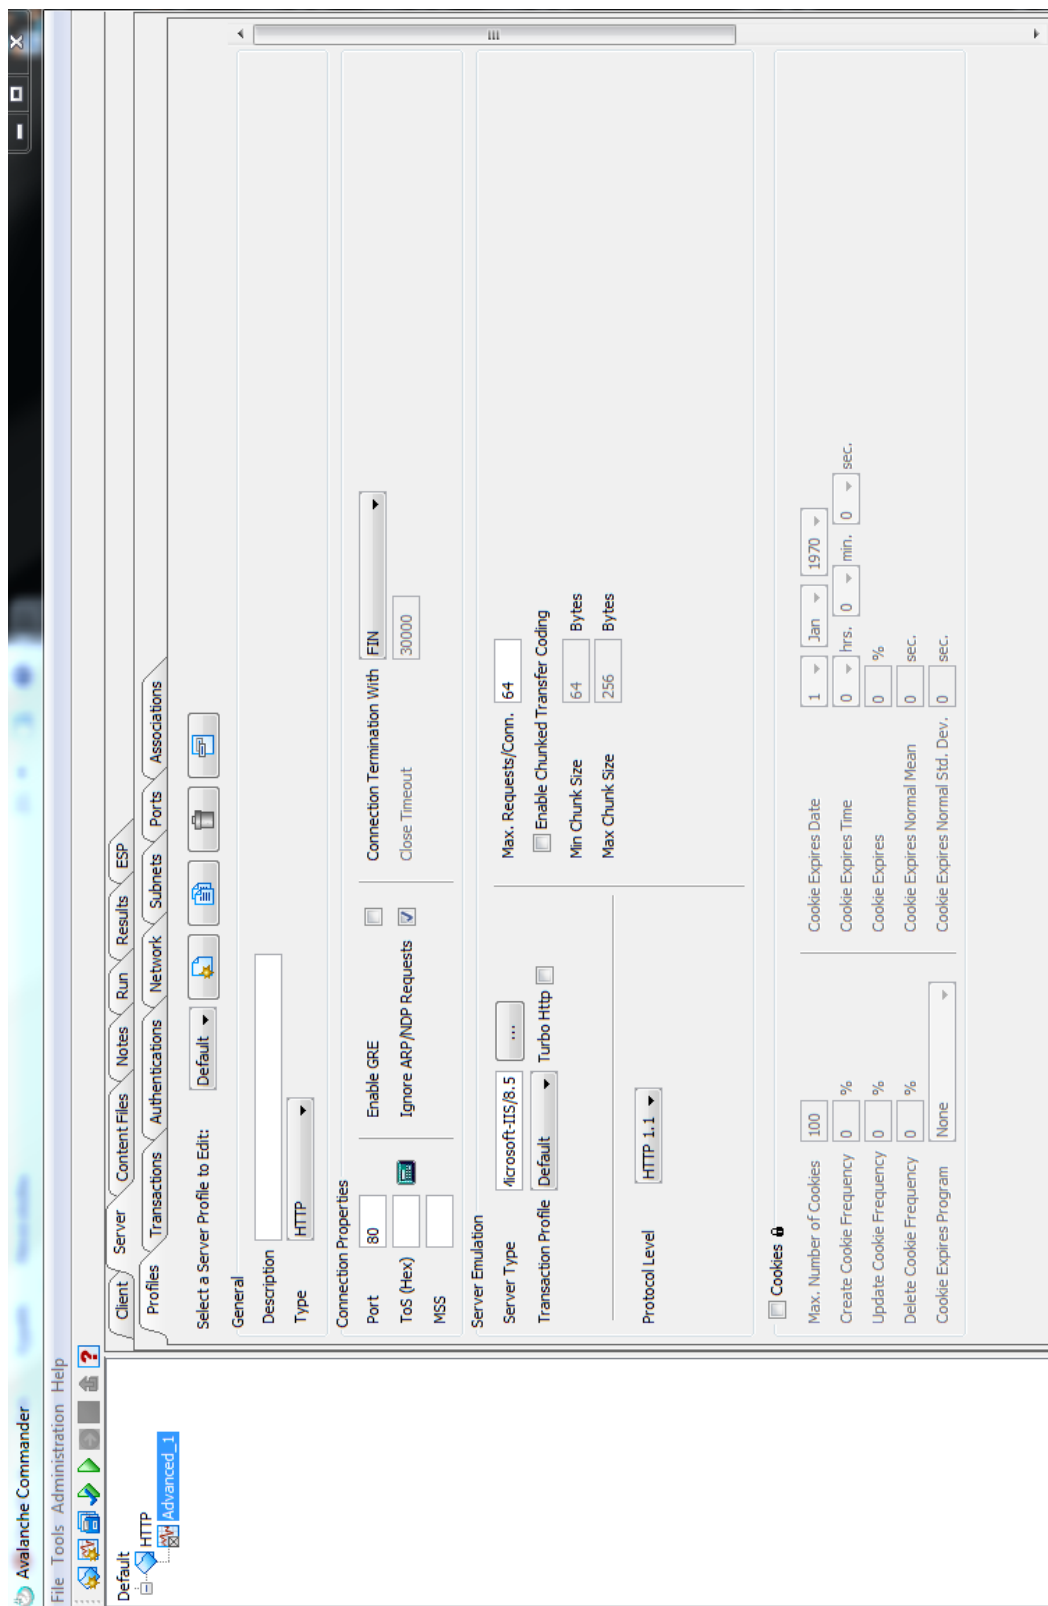 Avalanche Commander
File Tools Administration Help
Default
HTTP
Advanced_1
Client Server Content Files Notes Run Results ESP
Profiles Transactions Authentications Network Subnets Ports Associations
Select a Server Profile to Edit: Default
General
Description
Type HTTP
Connection Properties
Port 80 Enable GRE Connection Termination With FIN
ToS (Hex) Ignore ARP/NDP Requests Close Timeout 30000
MSS
Server Emulation
Server Type Microsoft-IIS/8.5 ... Max. Requests/Conn. 64
Transaction Profile Default Turbo Http Enable Chunked Transfer Coding
Min Chunk Size 64 Bytes
Max Chunk Size 256 Bytes
Protocol Level HTTP 1.1
Cookies
Max. Number of Cookies 100 Cookie Expires Date 1 Jan 1970
Create Cookie Frequency 0 % Cookie Expires Time 0 hrs. 0 min. 0 sec.
Update Cookie Frequency 0 % Cookie Expires 0 %
Delete Cookie Frequency 0 % Cookie Expires Normal Mean 0 sec.
Cookie Expires Program None Cookie Expires Normal Std. Dev. 0 sec.